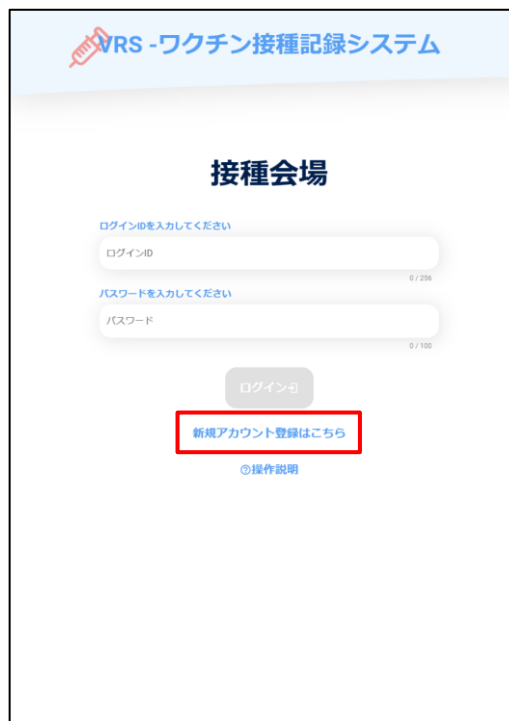 VRS -ワクチン接種記録システム
接種会場
ログインIDを入力してください
ログインID
0 / 256
パスワードを入力してください
パスワード
0 / 100
ログイン
新規アカウント登録はこちら
?操作説明